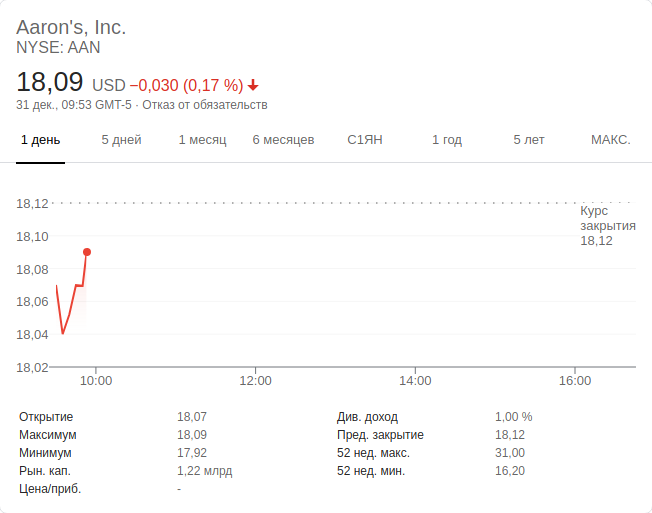 Aaron's, Inc.
NYSE: AAN
18,09 USD −0,030 (0,17 %)
31 дек., 09:53 GMT-5 · Отказ от обязательств
1 день 5 дней 1 месяц 6 месяцев С1ЯН 1 год 5 лет МАКС.
18,12
Курс
закрытия
18,12
18,10
18,08
18,06
18,04
18,02
10:00 12:00 14:00 16:00
Открытие 18,07 Див. доход 1,00 %
Максимум 18,09 Пред. закрытие 18,12
Минимум 17,92 52 нед. макс. 31,00
Рын. кап. 1,22 млрд 52 нед. мин. 16,20
Цена/приб. -